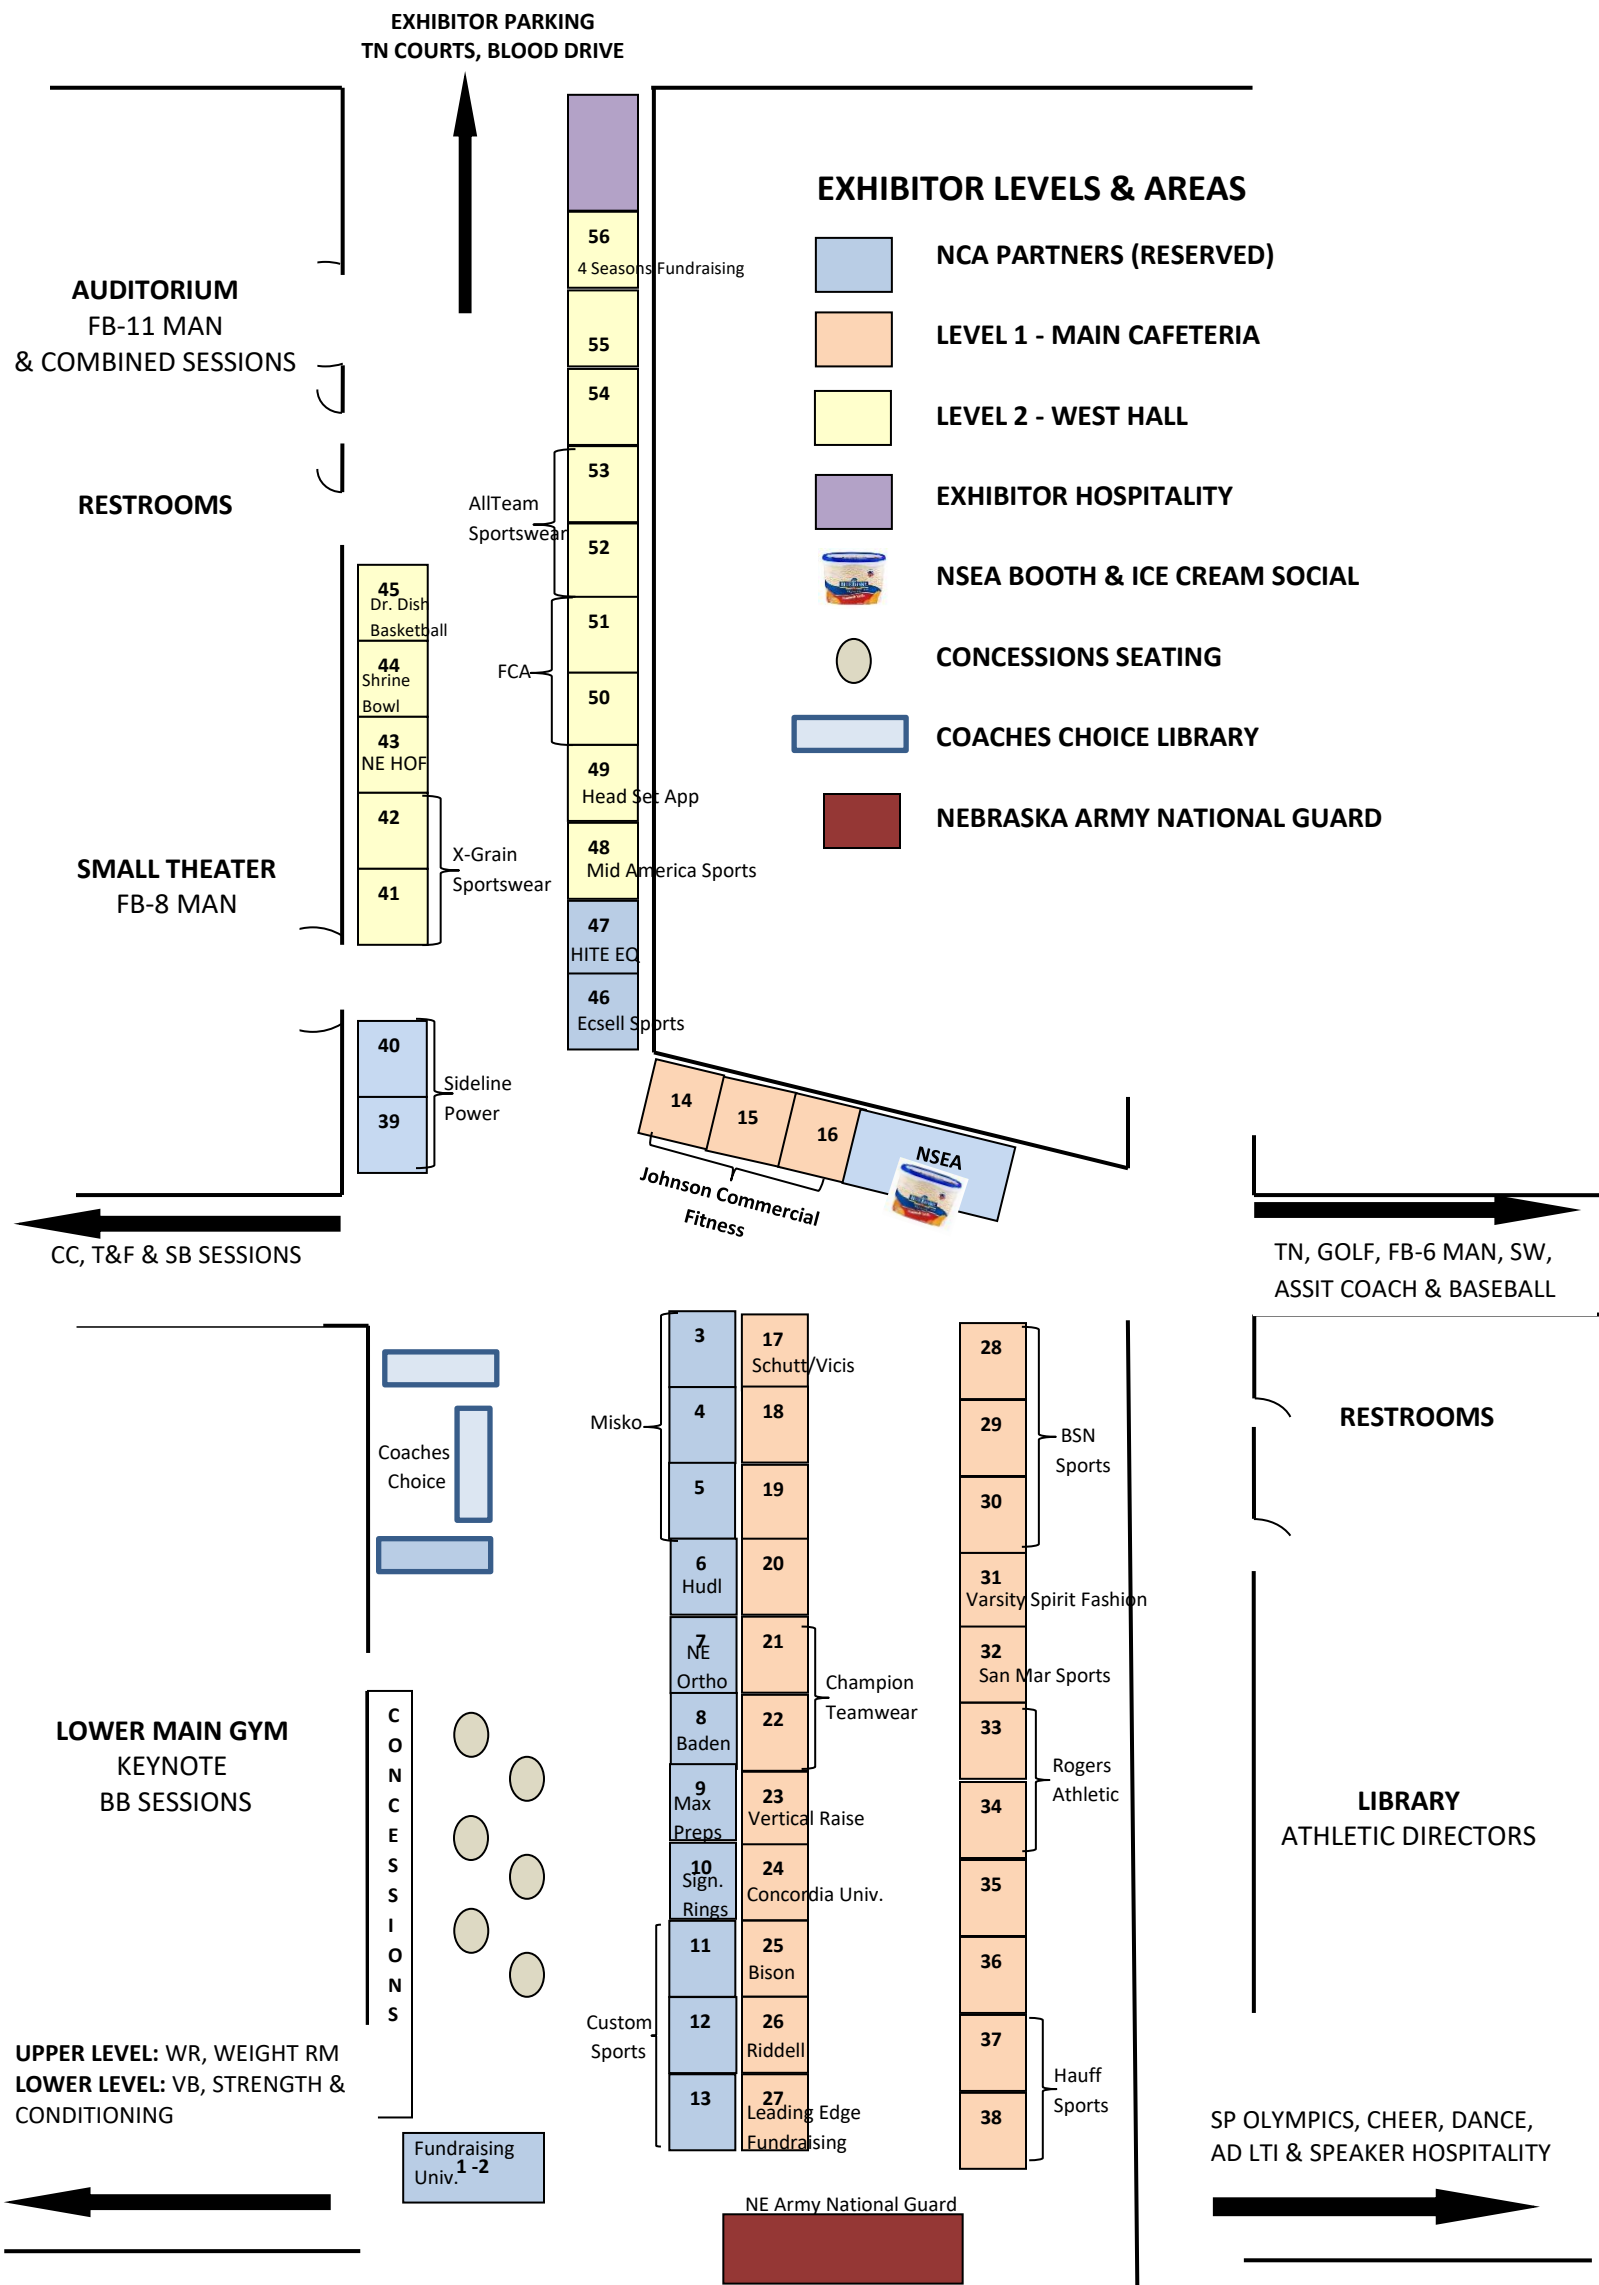 EXHIBITOR PARKING
TN COURTS, BLOOD DRIVE
EXHIBITOR LEVELS & AREAS
NCA PARTNERS (RESERVED)
LEVEL 1 - MAIN CAFETERIA
LEVEL 2 - WEST HALL
EXHIBITOR HOSPITALITY
NSEA BOOTH & ICE CREAM SOCIAL
CONCESSIONS SEATING
COACHES CHOICE LIBRARY
NEBRASKA ARMY NATIONAL GUARD
AUDITORIUM
FB-11 MAN
& COMBINED SESSIONS
RESTROOMS
SMALL THEATER
FB-8 MAN
56
4 Seasons Fundraising
55
54
53
52
AllTeam
Sportswear
51
50
FCA
49
Head Set App
48
Mid America Sports
47
HITE EQ
46
Ecsell Sports
45
Dr. Dish
Basketball
44
Shrine
Bowl
43
NE HOF
42
41
X-Grain
Sportswear
40
39
Sideline
Power
14
15
16
NSEA
Johnson Commercial
Fitness
CC, T&F & SB SESSIONS
TN, GOLF, FB-6 MAN, SW,
ASSIT COACH & BASEBALL
Coaches
Choice
Misko
3
4
5
6
Hudl
7
NE
Ortho
8
Baden
9
Max
Preps
10
Sign.
Rings
11
12
13
Custom
Sports
17
Schutt/Vicis
18
19
20
21
22
Champion
Teamwear
23
Vertical Raise
24
Concordia Univ.
25
Bison
26
Riddell
27
Leading Edge
Fundraising
28
29
30
BSN
Sports
31
Varsity Spirit Fashion
32
San Mar Sports
33
34
Rogers
Athletic
35
36
37
38
Hauff
Sports
RESTROOMS
LIBRARY
ATHLETIC DIRECTORS
LOWER MAIN GYM
KEYNOTE
BB SESSIONS
CONCESSIONS
UPPER LEVEL: WR, WEIGHT RM
LOWER LEVEL: VB, STRENGTH &
CONDITIONING
Fundraising
Univ. 1 -2
NE Army National Guard
SP OLYMPICS, CHEER, DANCE,
AD LTI & SPEAKER HOSPITALITY